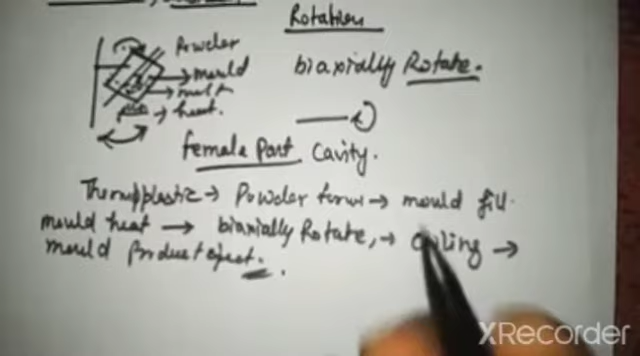 Rotation
Powder
mould
melt
heat.
biaxially Rotate.
female Part Cavity.
Thermoplastic → Powder form → mould fill.
mould heat → biaxially Rotate, → Cooling →
mould Product eject.
XRecorder